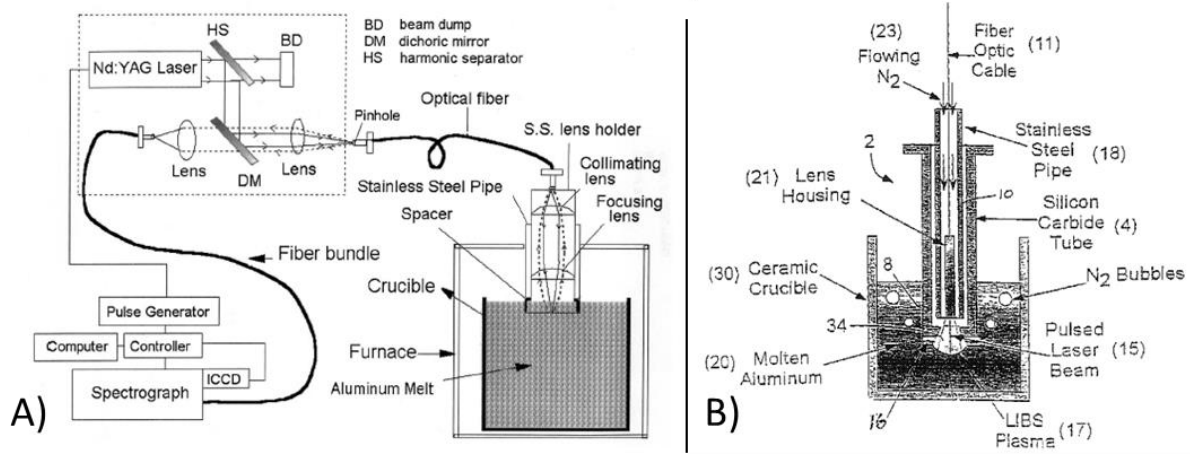 HS
BD
Nd:YAG Laser
BD beam dump
DM dichoric mirror
HS harmonic separator
Optical fiber
Pinhole
Lens
DM
Lens
S.S. lens holder
Collimating
lens
Stainless Steel Pipe
Focusing
lens
Spacer
Fiber bundle
Crucible
Pulse Generator
Computer
Controller
ICCD
Spectrograph
Furnace
Aluminum Melt
A)
(23)
Flowing
N2
Fiber (11)
Optic
Cable
2
Stainless
Steel (18)
Pipe
(21) Lens
Housing
10
Silicon
Carbide (4)
Tube
8
(30) Ceramic
Crucible
N2 Bubbles
34
Pulsed
Laser (15)
Beam
(20) Molten
Aluminum
16
LIBS
Plasma (17)
B)